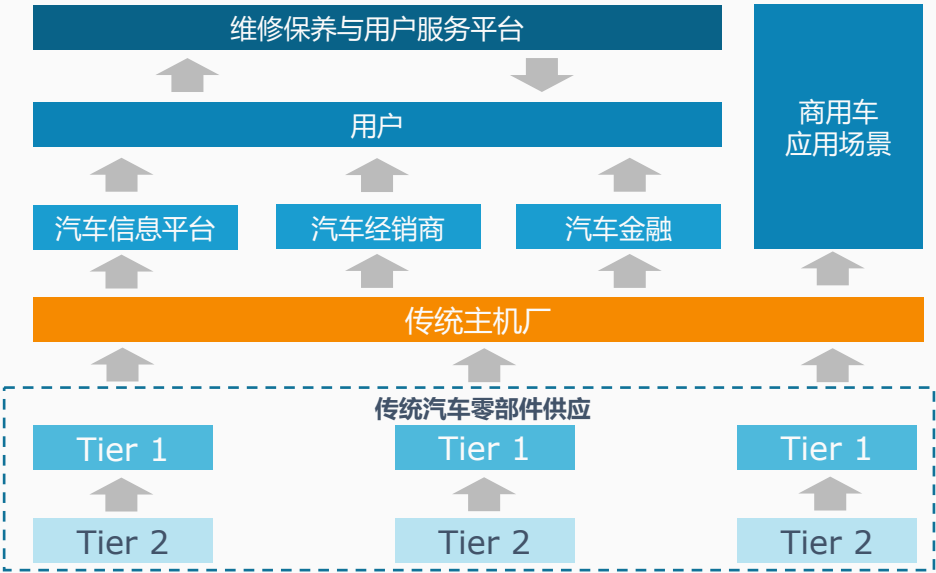 维修保养与用户服务平台
用户
商用车
应用场景
汽车信息平台
汽车经销商
汽车金融
传统主机厂
传统汽车零部件供应
Tier 1
Tier 1
Tier 1
Tier 2
Tier 2
Tier 2